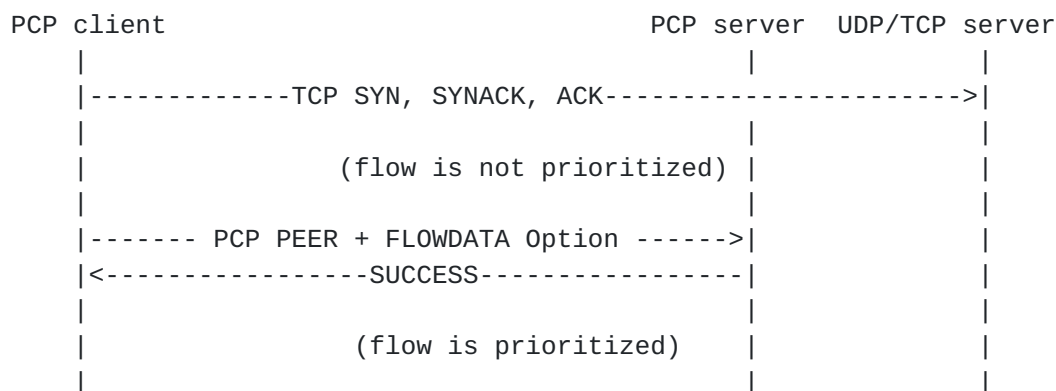 PCP client PCP server UDP/TCP server
|-------------TCP SYN, SYNACK, ACK----------------------->|
(flow is not prioritized)
|------- PCP PEER + FLOWDATA Option ------>|
|<-----------------SUCCESS-----------------|
(flow is prioritized)